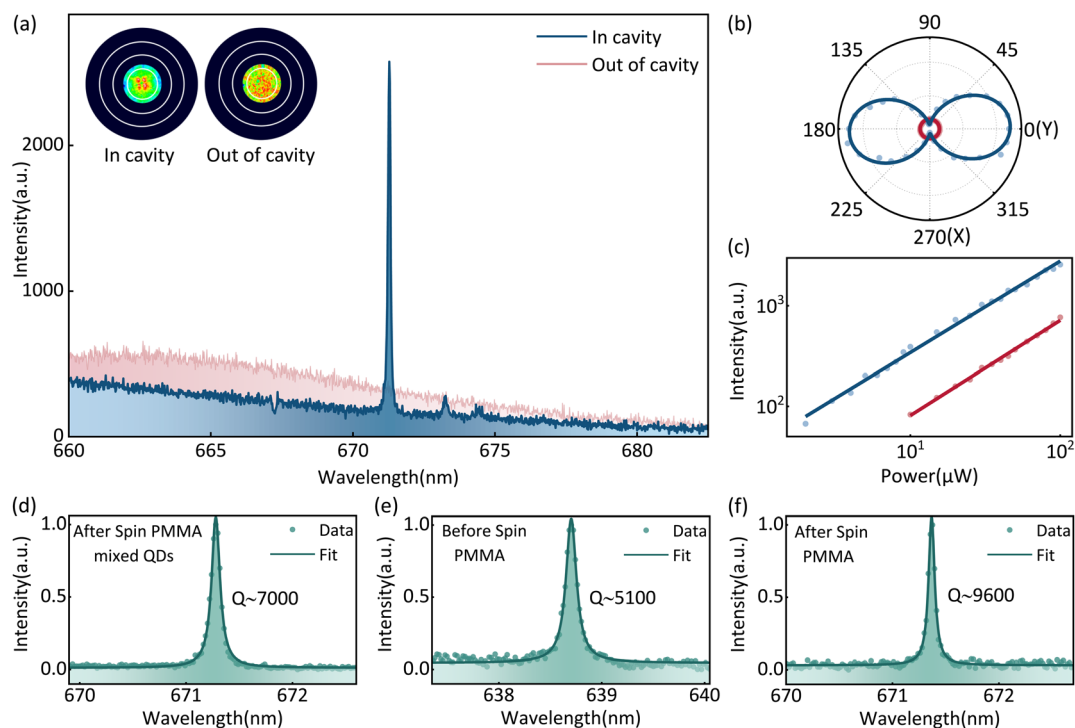 (a)
In cavity
Out of cavity
In cavity
Out of cavity
2000
1000
0
Intensity(a.u.)
660
665
670
675
680
Wavelength(nm)
(b)
90
135
45
180
0(Y)
225
315
270(X)
(c)
10³
10²
Intensity(a.u.)
10¹
10²
Power(µW)
(d)
After Spin PMMA
mixed QDs
Data
Fit
Q~7000
1.0
0.5
0.0
Intensity(a.u.)
670
671
672
Wavelength(nm)
(e)
Before Spin
PMMA
Data
Fit
Q~5100
1.0
0.5
0.0
Intensity(a.u.)
638
639
640
Wavelength(nm)
(f)
After Spin
PMMA
Data
Fit
Q~9600
1.0
0.5
0.0
Intensity(a.u.)
670
671
672
Wavelength(nm)